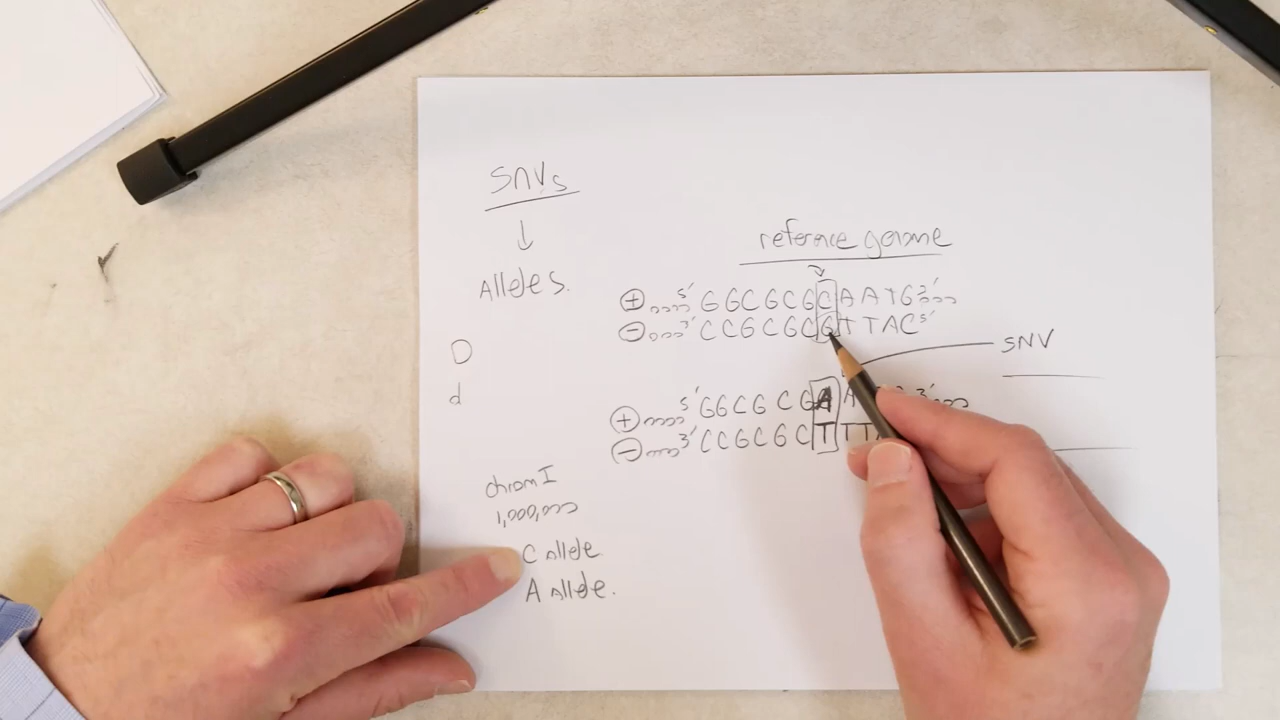 SNVs
↓
Alleles.
D
d
chrom I
1,000,000
C allele
A allele.
reference genome
+ 5' GGCGCGCAATG 3'
- 3' CCGCGCGTTAC 5'
SNV
+ 5' GGCGCGA A 3'
- 3' CCGCGCTTT